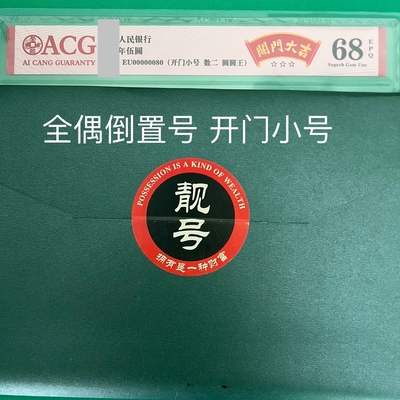 ACG
AI CANG GUARANTY
人民银行
年伍圆
EU00000080（开门小号 数二 圆圆王）
開門大吉
☆☆☆
68
EPQ
Superb Gem Unc
全偶倒置号 开门小号
POSSESSION IS A KIND OF WEALTH
靓号
拥有是一种财富